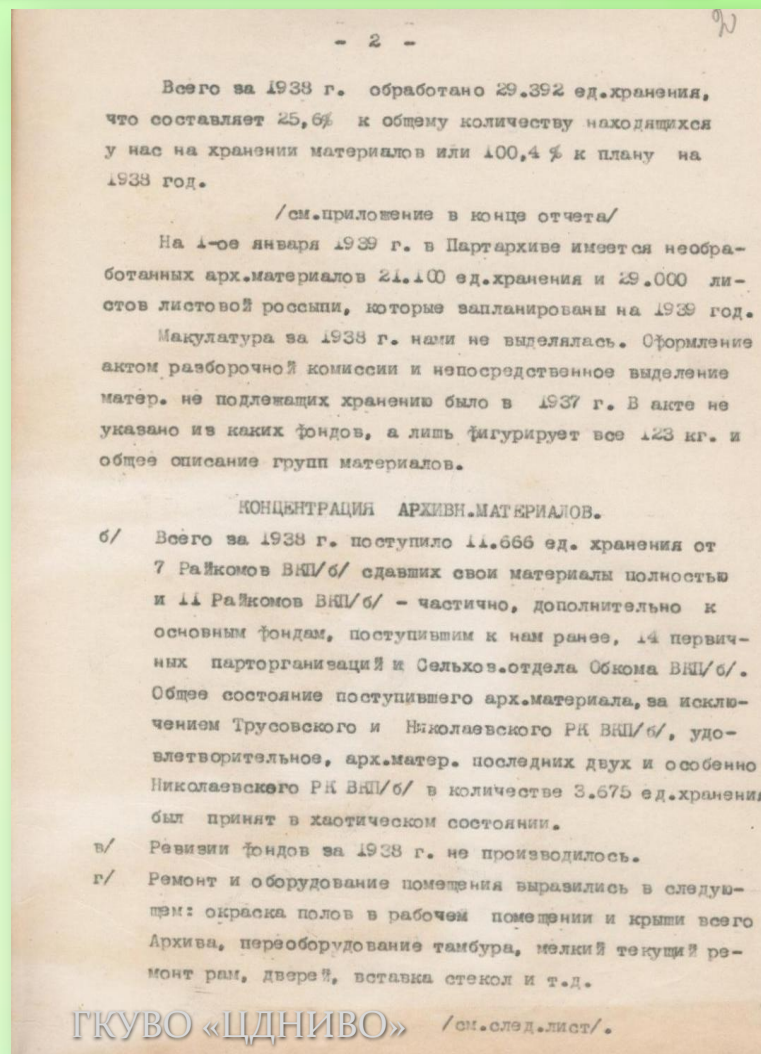 2
- 2 -
Всего за 1938 г. обработано 29.392 ед.хранения,
что составляет 25,6% к общему количеству находящихся
у нас на хранении материалов или 100,4 % к плану на
1938 год.
/см.приложение в конце отчета/
На 1-ое января 1939 г. в Партархиве имеется необра-
ботанных арх.материалов 21.100 ед.хранения и 29.000 ли-
стов листовой россыпи, которые запланированы на 1939 год.
Макулатура за 1938 г. нами не выделялась. Оформление
актом разборочной комиссии и непосредственное выделение
матер. не подлежащих хранению было в 1937 г. В акте не
указано из каких фондов, а лишь фигурирует все 123 кг. и
общее описание групп материалов.
КОНЦЕНТРАЦИЯ АРХИВН.МАТЕРИАЛОВ.
б/ Всего за 1938 г. поступило 11.666 ед. хранения от
7 Райкомов ВКП/б/ сдавших свои материалы полностью
и 11 Райкомов ВКП/б/ - частично, дополнительно к
основным фондам, поступившим к нам ранее, 14 первич-
ных парторганизаций и Сельхоз.отдела Обкома ВКП/б/.
Общее состояние поступившего арх.материала,за исклю-
чением Трусовского и Николаевского РК ВКП/б/, удо-
влетворительное, арх.матер. последних двух и особенно
Николаевского РК ВКП/б/ в количестве 3.675 ед.хранения
был принят в хаотическом состоянии.
в/ Ревизии фондов за 1938 г. не производилось.
г/ Ремонт и оборудование помещения выразились в следую-
щем: окраска полов в рабочем помещении и крыши всего
Архива, переоборудование тамбура, мелкий текущий ре-
монт рам, дверей, вставка стекол и т.д.
/см.след.лист/.
ГКУВО «ЦДНИВО»